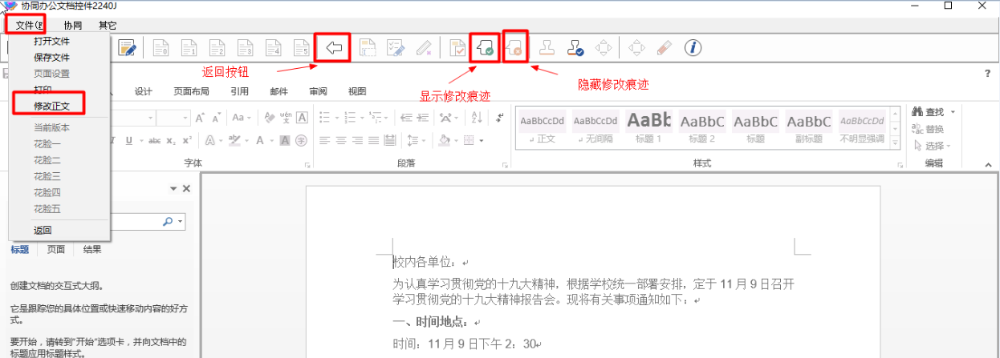 协同办公文档控件2240J
文件(F) 协同 其它
打开文件
保存文件
页面设置
打印
修改正文
当前版本
花脸一
花脸二
花脸三
花脸四
花脸五
返回
0 1 2 3 4 5
返回按钮
显示修改痕迹
隐藏修改痕迹
?
设计 页面布局 引用 邮件 审阅 视图
Aa wén 文 A
I U abc x₂ x² A ab A A 字
字体
段落
AaBbCcDd AaBbCcDd AaBb AaBbC AaBbC AaBbC AaBbCcDd
正文 无间隔 标题 1 标题 2 标题 副标题 不明显强调
样式
查找
替换
选择
编辑
标题 页面 结果
创建文档的交互式大纲。
它是跟踪您的具体位置或快速移动内容的好方
式。
要开始，请转到"开始"选项卡，并向文档中的
标题应用标题样式。
校内各单位：
为认真学习贯彻党的十九大精神，根据学校统一部署安排，定于 11 月 9 日召开
学习贯彻党的十九大精神报告会。现将有关事项通知如下：
一、时间地点：
时间：11 月 9 日下午 2：30